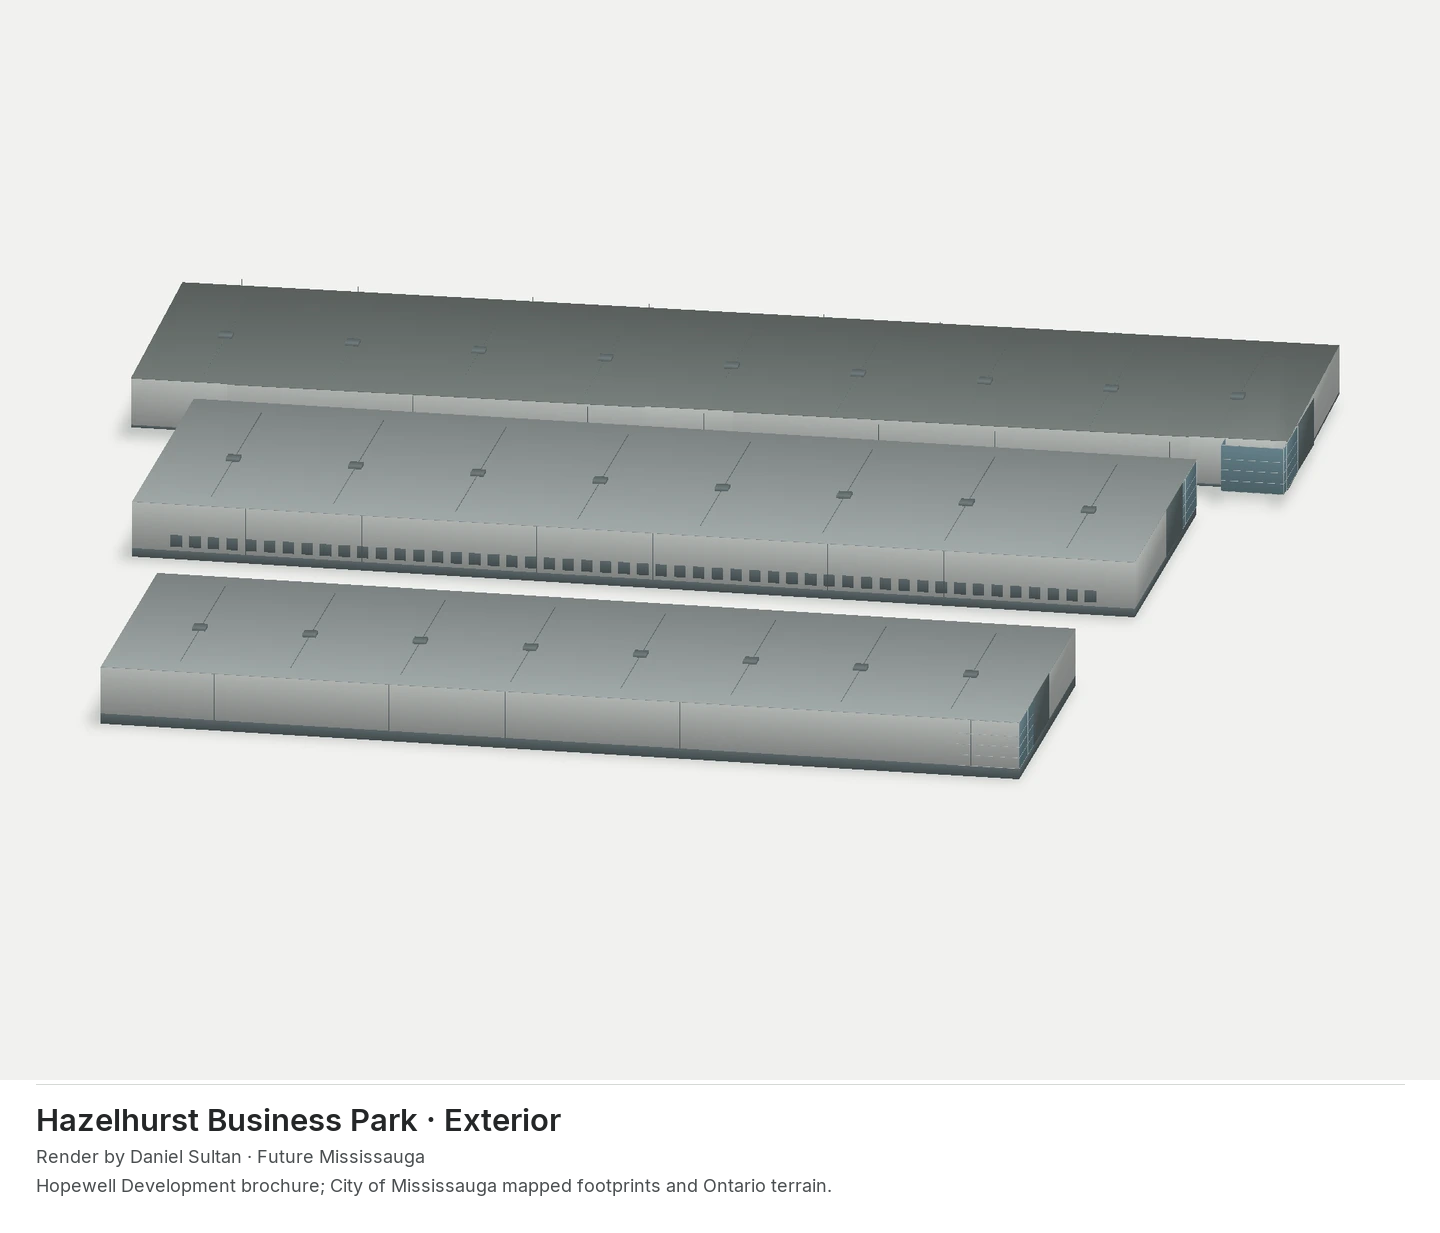 Hazelhurst Business Park · Exterior
Render by Daniel Sultan · Future Mississauga
Hopewell Development brochure; City of Mississauga mapped footprints and Ontario terrain.